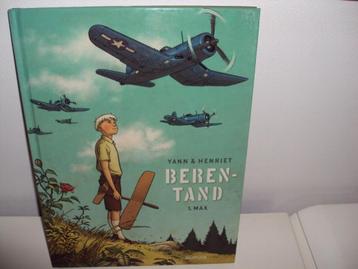 YANN & HENRIET
BEREN-
TAND
1. MAX